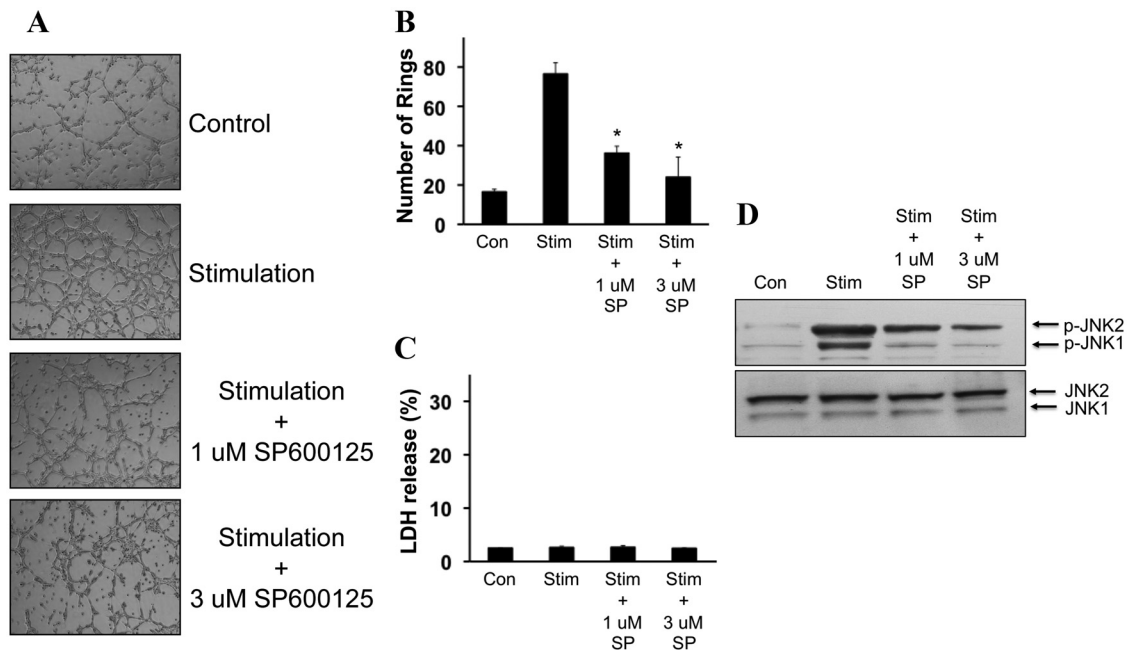 A
Control
Stimulation
Stimulation
+
1 uM SP600125
Stimulation
+
3 uM SP600125
B
Number of Rings
80
60
40
20
0
*
*
Con
Stim
Stim
+
1 uM
SP
Stim
+
3 uM
SP
C
LDH release (%)
30
20
10
0
Con
Stim
Stim
+
1 uM
SP
Stim
+
3 uM
SP
D
Con
Stim
Stim
+
1 uM
SP
Stim
+
3 uM
SP
p-JNK2
p-JNK1
JNK2
JNK1